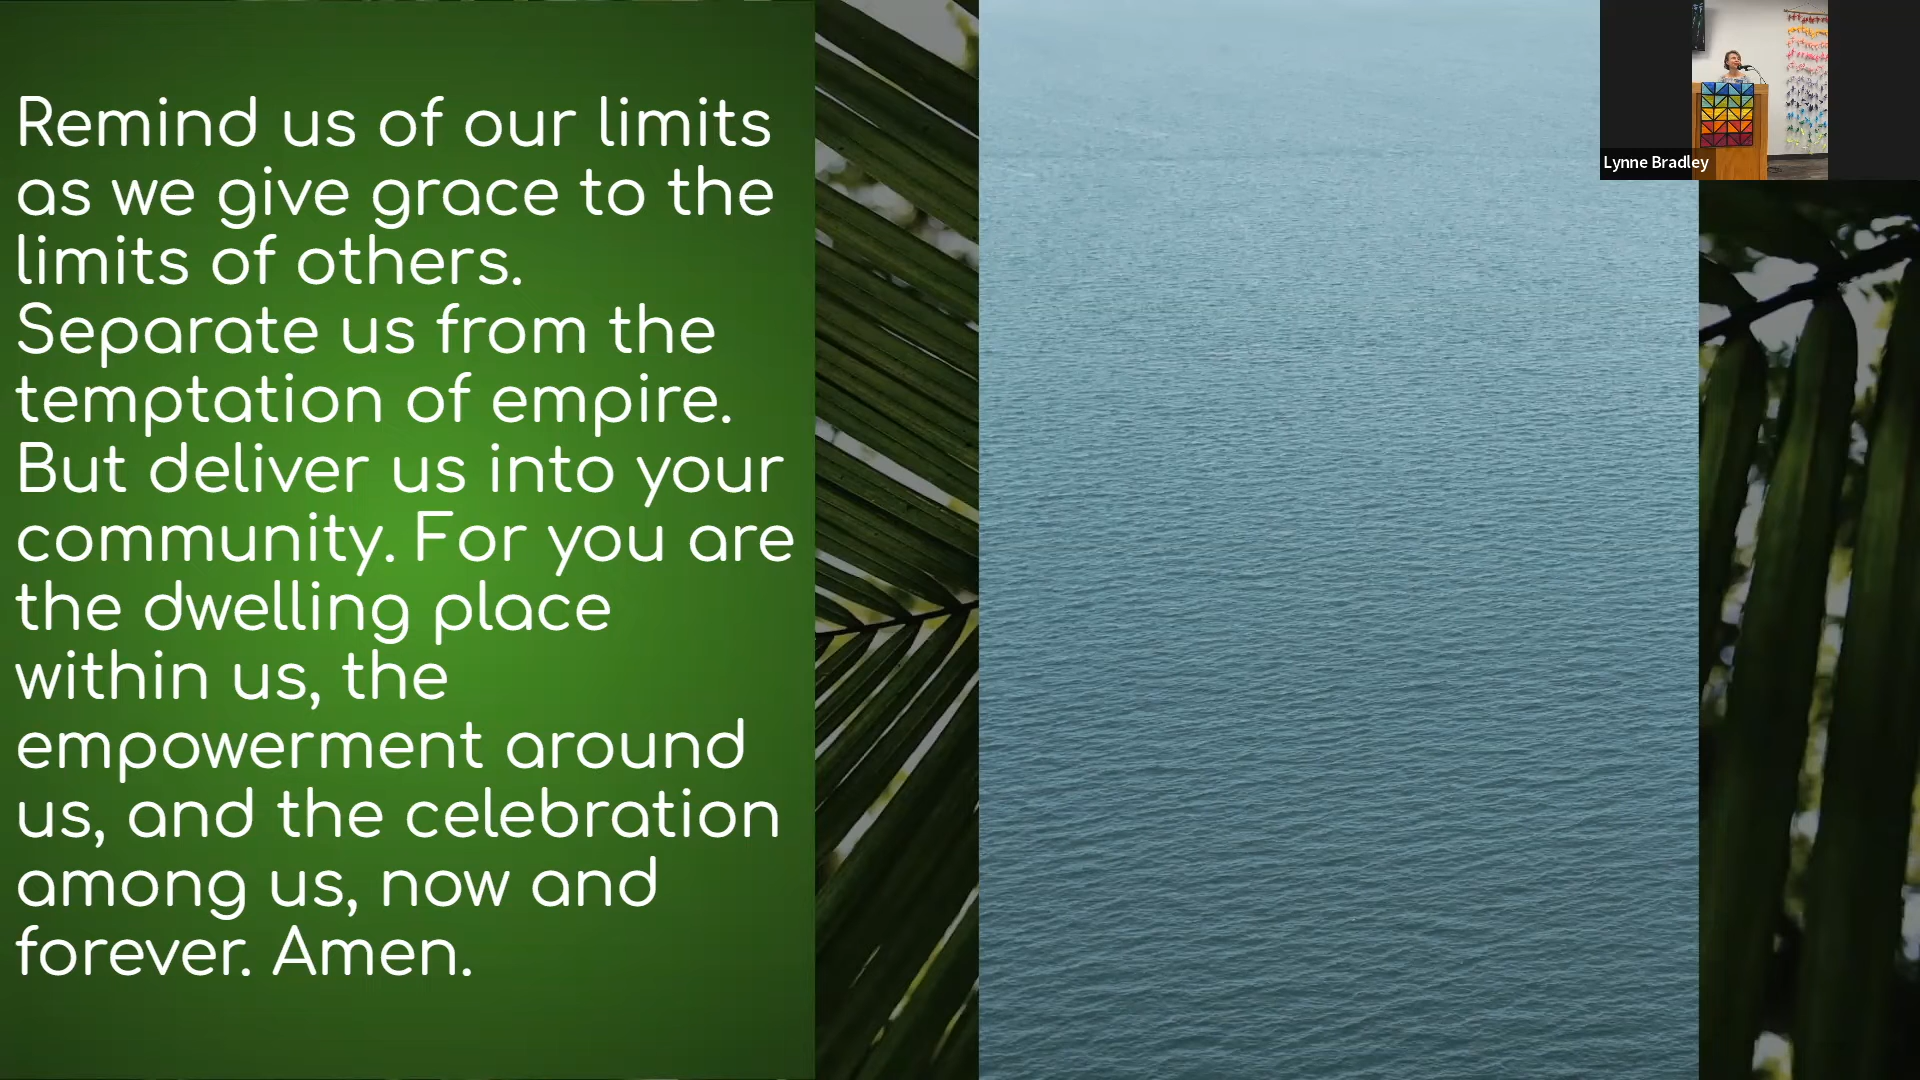 Remind us of our limits
as we give grace to the
limits of others.
Separate us from the
temptation of empire.
But deliver us into your
community. For you are
the dwelling place
within us, the
empowerment around
us, and the celebration
among us, now and
forever. Amen.
Lynne Bradley